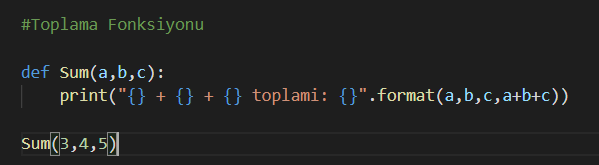 #Toplama Fonksiyonu
def Sum(a,b,c):
    print("{} + {} + {} toplami: {}".format(a,b,c,a+b+c))
Sum(3,4,5)